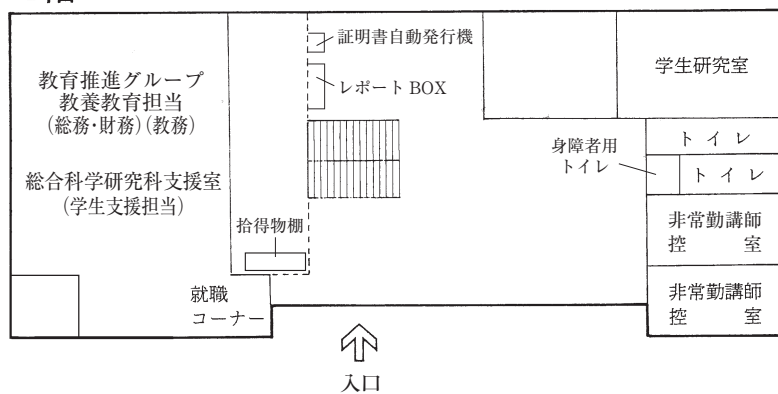 証明書自動発行機
レポート BOX
教育推進グループ
教養教育担当
(総務・財務)(教務)
総合科学研究科支援室
(学生支援担当)
拾得物棚
就職
コーナー
学生研究室
トイレ
身障者用
トイレ
トイレ
非常勤講師
控室
非常勤講師
控室
入口